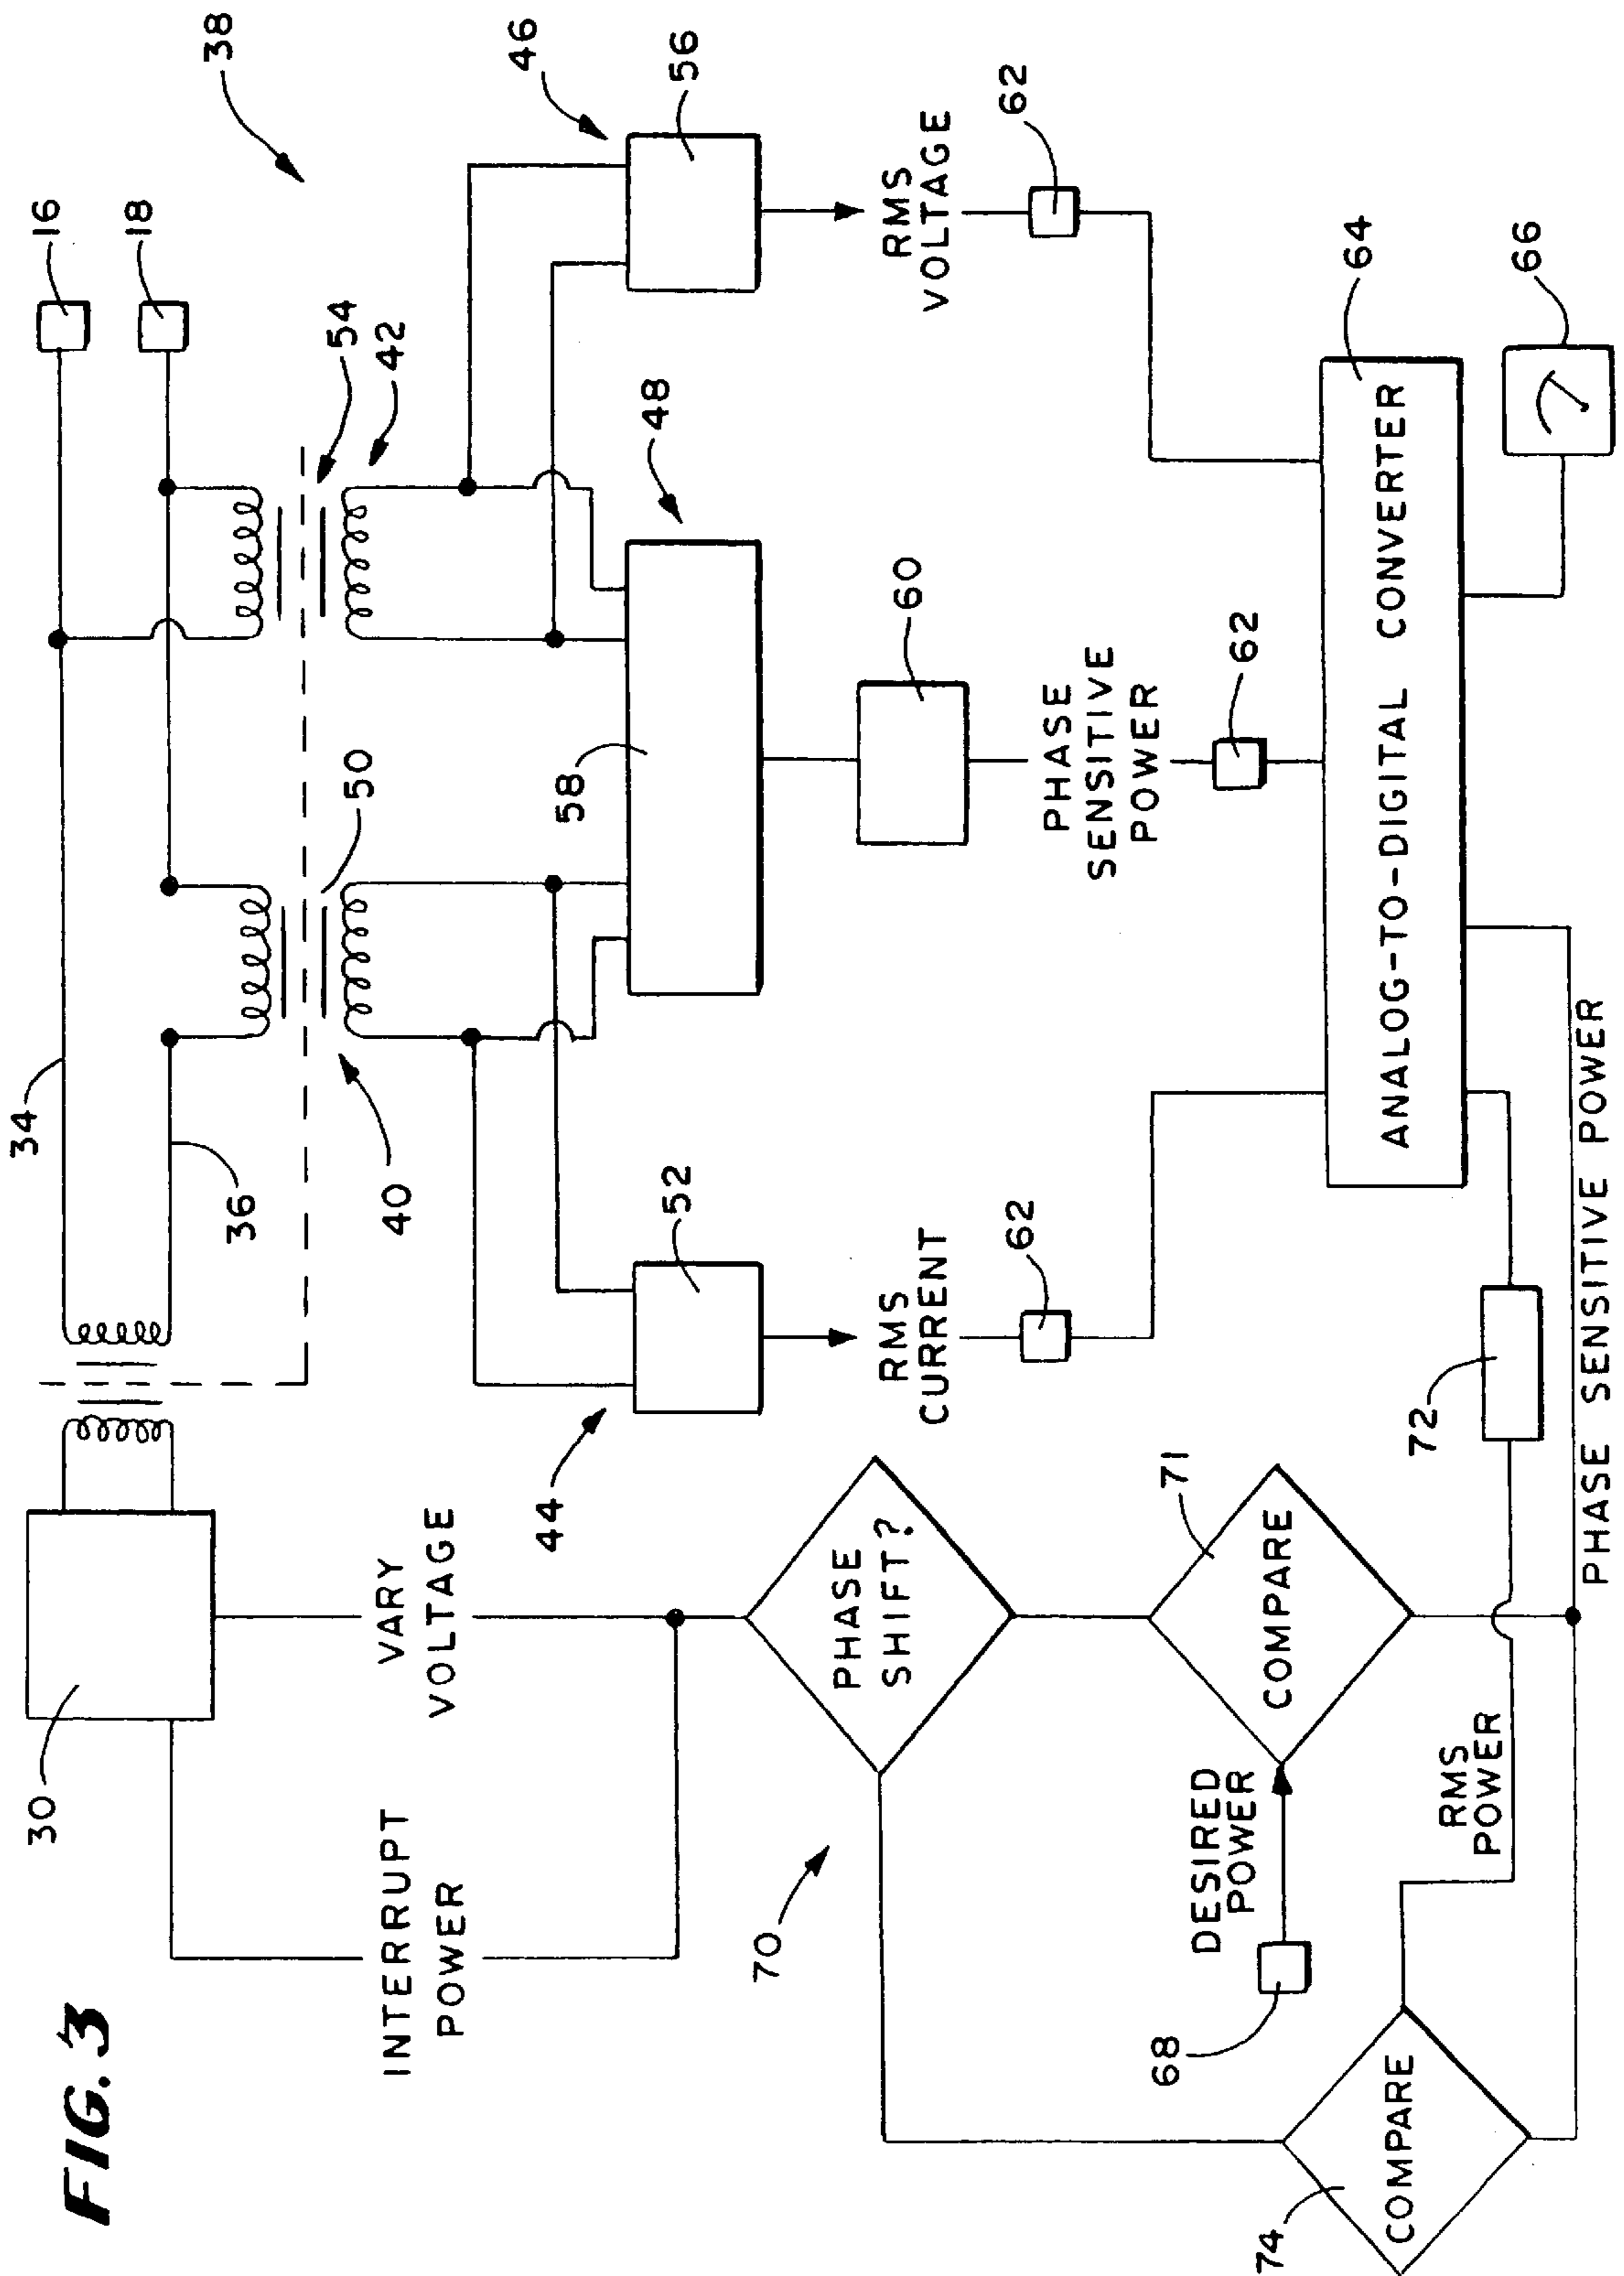 FIG. 3
30
34
36
16
18
38
INTERRUPT
POWER
VARY
VOLTAGE
40
50
54
42
44
52
58
48
46
56
RMS
CURRENT
62
60
PHASE
SENSITIVE
POWER
62
RMS
VOLTAGE
62
70
PHASE
SHIFT?
68
DESIRED
POWER
71
COMPARE
74
COMPARE
RMS
POWER
72
ANALOG-TO-DIGITAL CONVERTER
64
66
PHASE SENSITIVE POWER